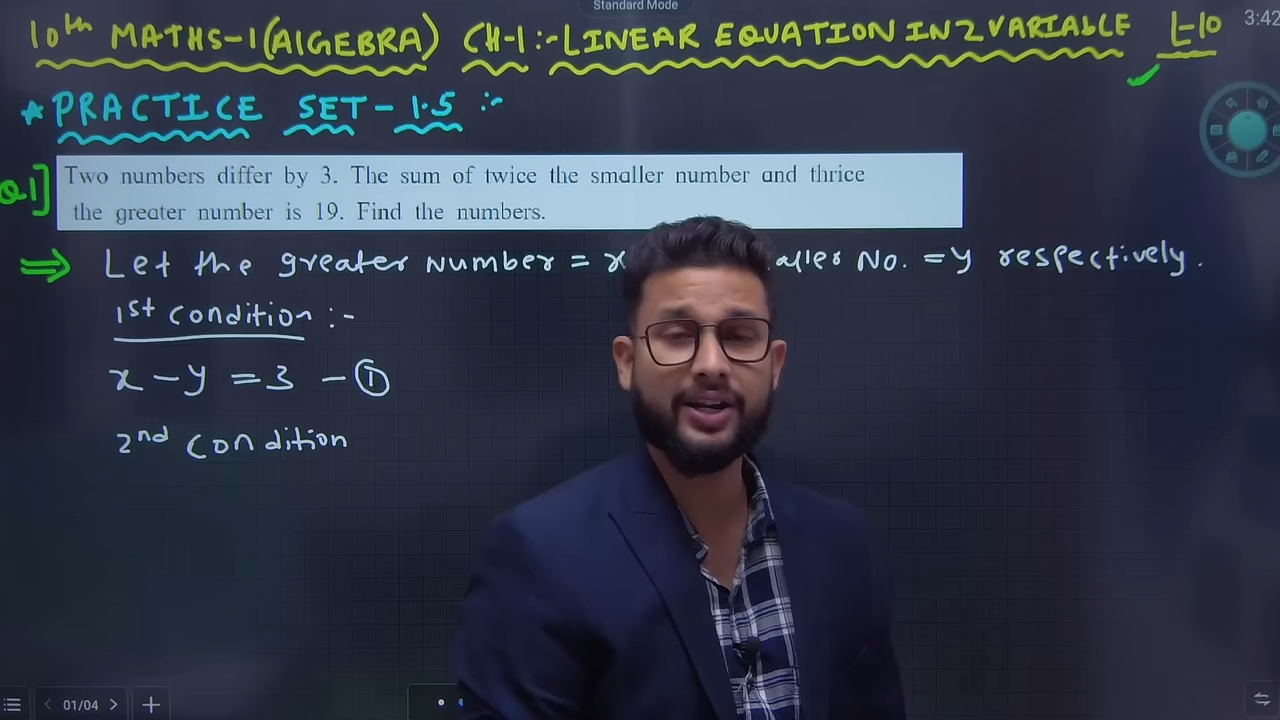 Standard Mode
3:42
10th MATHS-1(AlGEBRA) CH-1:-LINEAR EQUATION IN 2 VARIABLE L-10
* PRACTICE SET-1.5 :-
Q1] Two numbers differ by 3. The sum of twice the smaller number and thrice
the greater number is 19. Find the numbers.
⇒ Let the greater Number = x No. = y respectively.
1st condition :-
x - y = 3 - ①
2nd condition
01/04